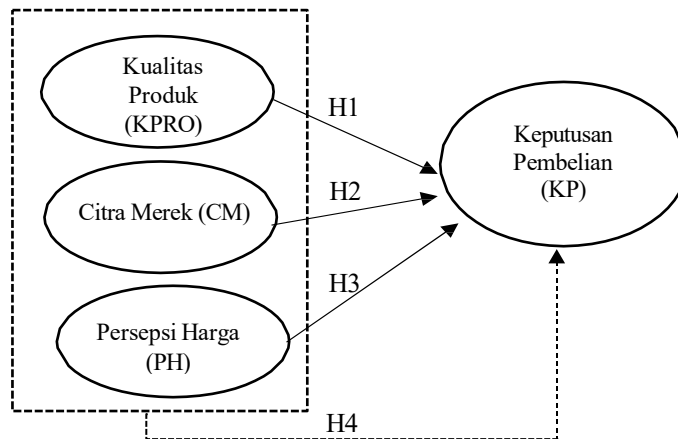 Kualitas
Produk
(KPRO)
H1
Keputusan
Pembelian
(KP)
Citra Merek (CM)
H2
H3
Persepsi Harga
(PH)
H4